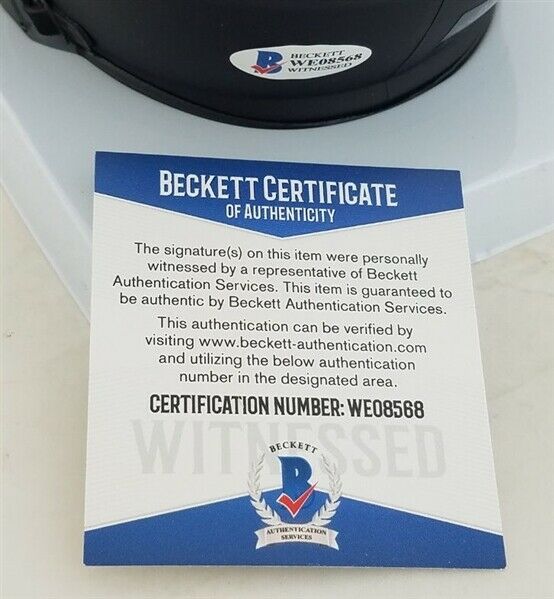 BECKETT
WE08568
WITNESSED
B
BECKETT CERTIFICATE
OF AUTHENTICITY
The signature(s) on this item were personally
witnessed by a representative of Beckett
Authentication Services. This item is guaranteed to
be authentic by Beckett Authentication Services.
This authentication can be verified by
visiting www.beckett-authentication.com
and utilizing the below authentication
number in the designated area.
CERTIFICATION NUMBER: WE08568
WITNESSED
BECKETT
B
AUTHENTICATION
SERVICES